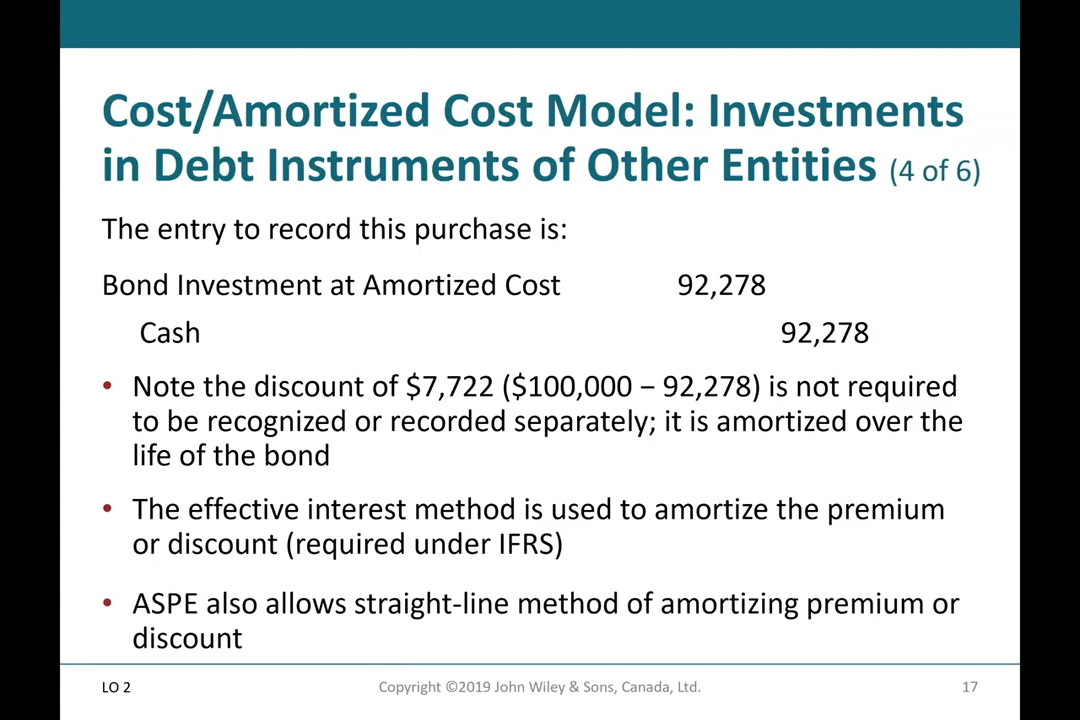 Cost/Amortized Cost Model: Investments
in Debt Instruments of Other Entities (4 of 6)
The entry to record this purchase is:
Bond Investment at Amortized Cost 92,278
Cash 92,278
• Note the discount of $7,722 ($100,000 − 92,278) is not required
to be recognized or recorded separately; it is amortized over the
life of the bond
• The effective interest method is used to amortize the premium
or discount (required under IFRS)
• ASPE also allows straight-line method of amortizing premium or
discount
LO 2 Copyright ©2019 John Wiley & Sons, Canada, Ltd. 17